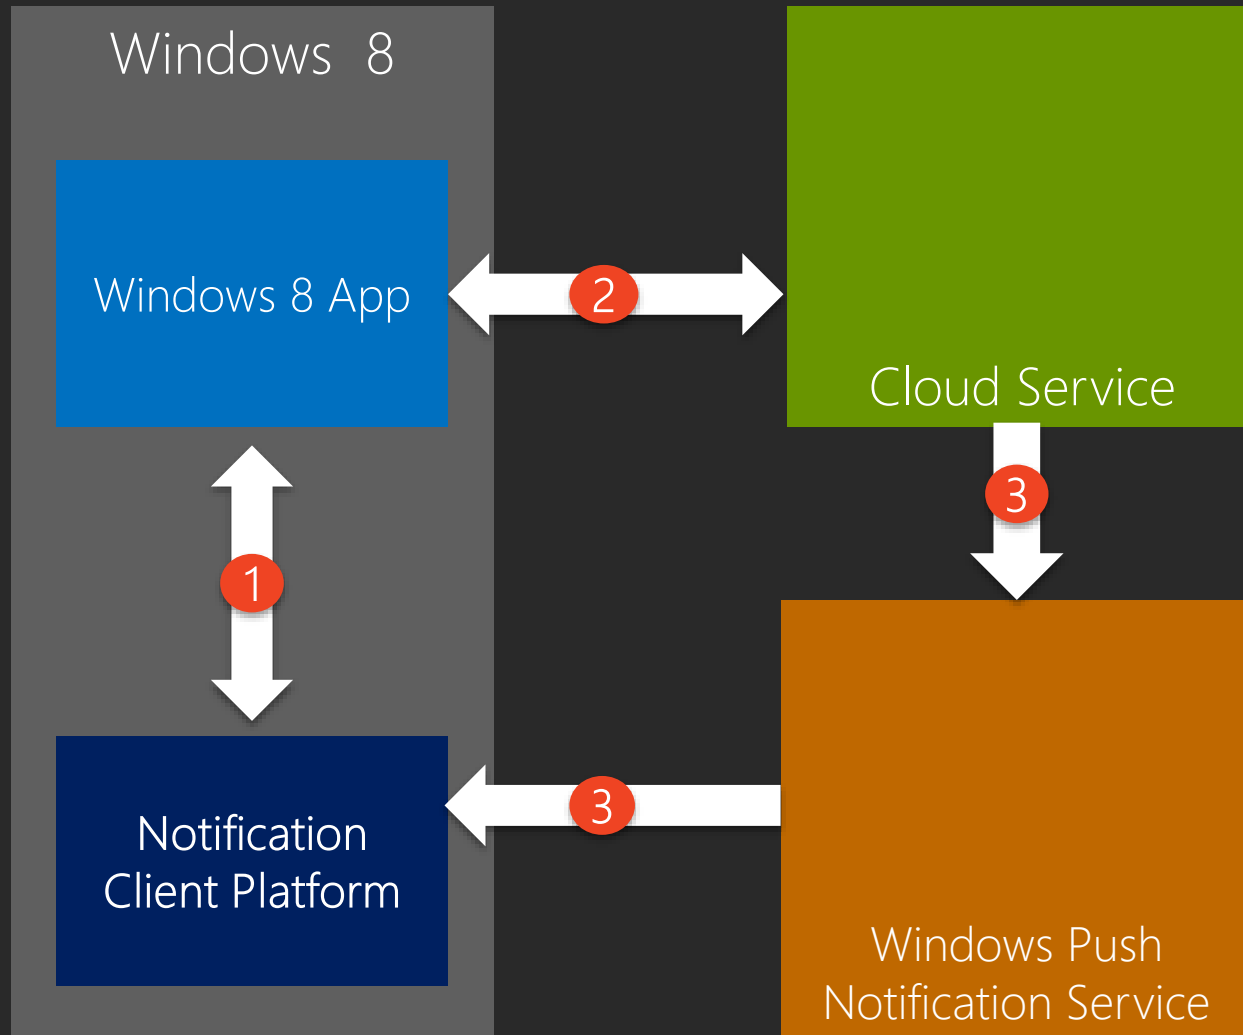 Windows 8
Windows 8 App
2
Cloud Service
3
1
3
Notification
Client Platform
Windows Push
Notification Service